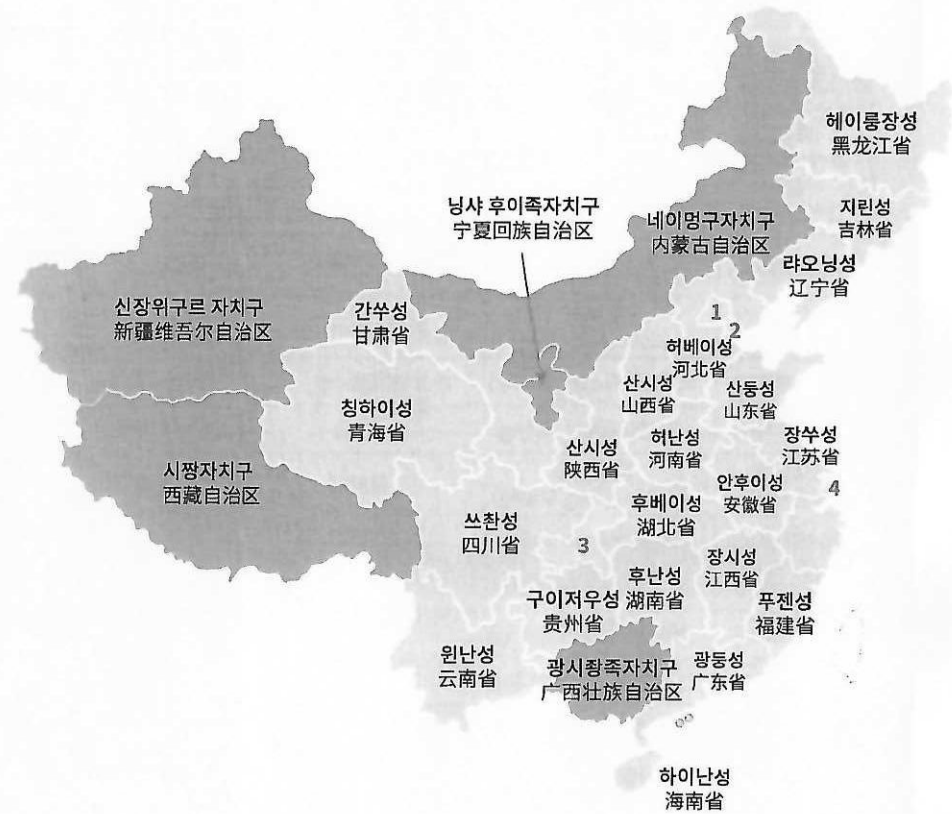 헤이룽장성
黑龙江省
지린성
吉林省
랴오닝성
辽宁省
네이멍구자치구
内蒙古自治区
닝샤 후이족자치구
宁夏回族自治区
신장위구르 자치구
新疆维吾尔自治区
간쑤성
甘肃省
1
2
허베이성
河北省
칭하이성
青海省
산시성
山西省
산둥성
山东省
시짱자치구
西藏自治区
산시성
陕西省
허난성
河南省
장쑤성
江苏省
4
안후이성
安徽省
쓰촨성
四川省
후베이성
湖北省
3
장시성
江西省
후난성
湖南省
구이저우성
贵州省
푸젠성
福建省
윈난성
云南省
광시좡족자치구
广西壮族自治区
광둥성
广东省
하이난성
海南省